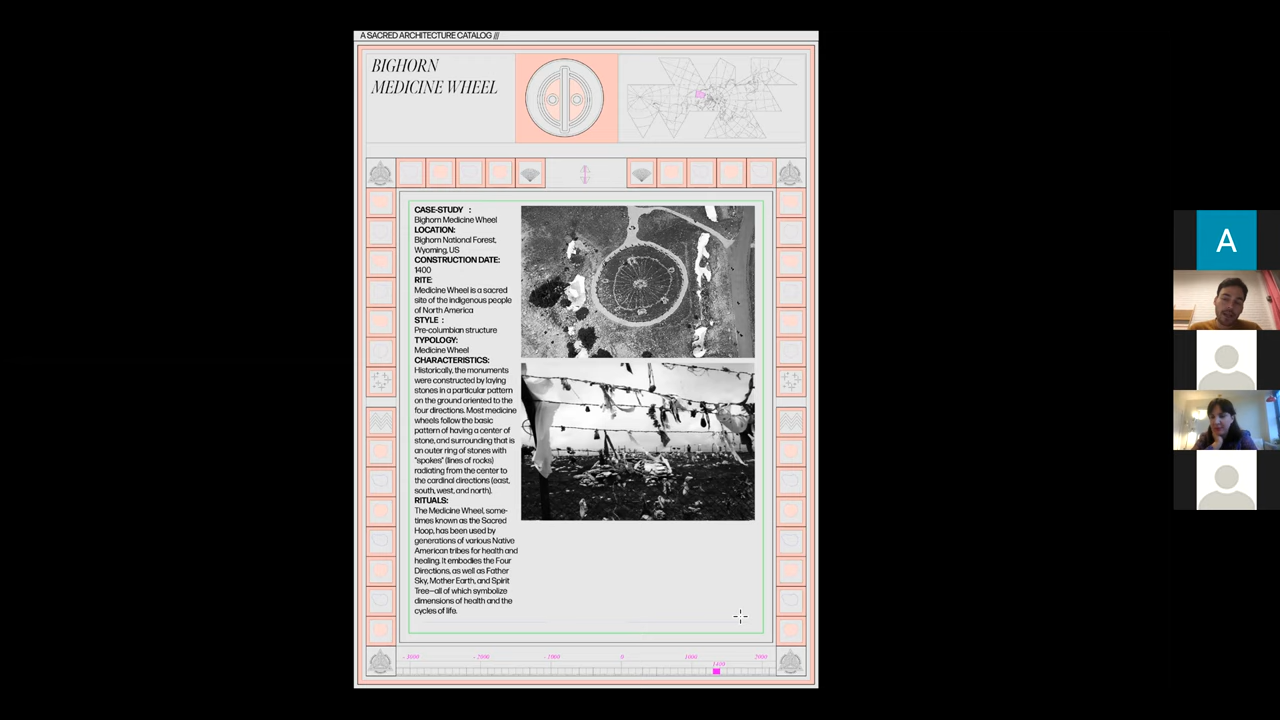 A SACRED ARCHITECTURE CATALOG ///
BIGHORN
MEDICINE WHEEL
CASE-STUDY :
Bighorn Medicine Wheel
LOCATION:
Bighorn National Forest,
Wyoming, US
CONSTRUCTION DATE:
1400
RITE:
Medicine Wheel is a sacred
site of the indigenous people
of North America
STYLE :
Pre-columbian structure
TYPOLOGY:
Medicine Wheel
CHARACTERISTICS:
Historically, the monuments
were constructed by laying
stones in a particular pattern
on the ground oriented to the
four directions. Most medicine
wheels follow the basic
pattern of having a center of
stone, and surrounding that is
an outer ring of stones with
"spokes" (lines of rocks)
radiating from the center to
the cardinal directions (east,
south, west, and north).
RITUALS:
The Medicine Wheel, some-
times known as the Sacred
Hoop, has been used by
generations of various Native
American tribes for health and
healing. It embodies the Four
Directions, as well as Father
Sky, Mother Earth, and Spirit
Tree—all of which symbolize
dimensions of health and the
cycles of life.
- 3000 - 2000 - 1000 0 1000 2000
1400
A